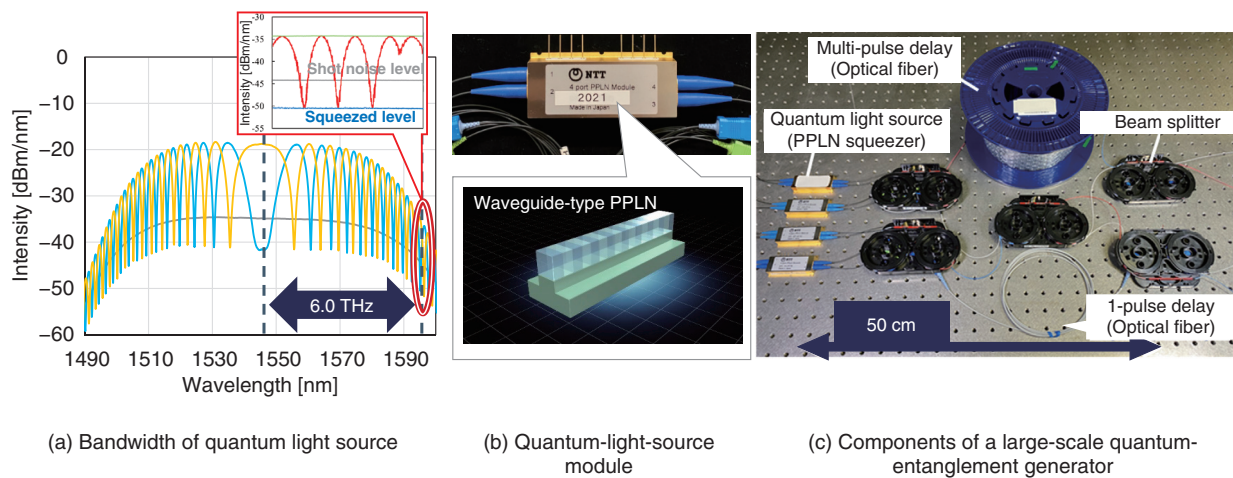 0
−10
−20
−30
−40
−50
−60
Intensity [dBm/nm]
1490
1510
1530
1550
1570
1590
Wavelength [nm]
6.0 THz
-30
-35
-40
-45
-50
-55
Intensity [dBm/nm]
Shot noise level
Squeezed level
(a) Bandwidth of quantum light source
NTT
4 port PPLN Module
2021
Made in Japan
1
2
4
3
Waveguide-type PPLN
(b) Quantum-light-source
module
Multi-pulse delay
(Optical fiber)
Quantum light source
(PPLN squeezer)
Beam splitter
1-pulse delay
(Optical fiber)
50 cm
(c) Components of a large-scale quantum-
entanglement generator